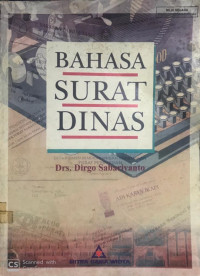 BAHASA
SURAT
DINAS
Drs. Dirgo Sabariyanto
CS Scanned with